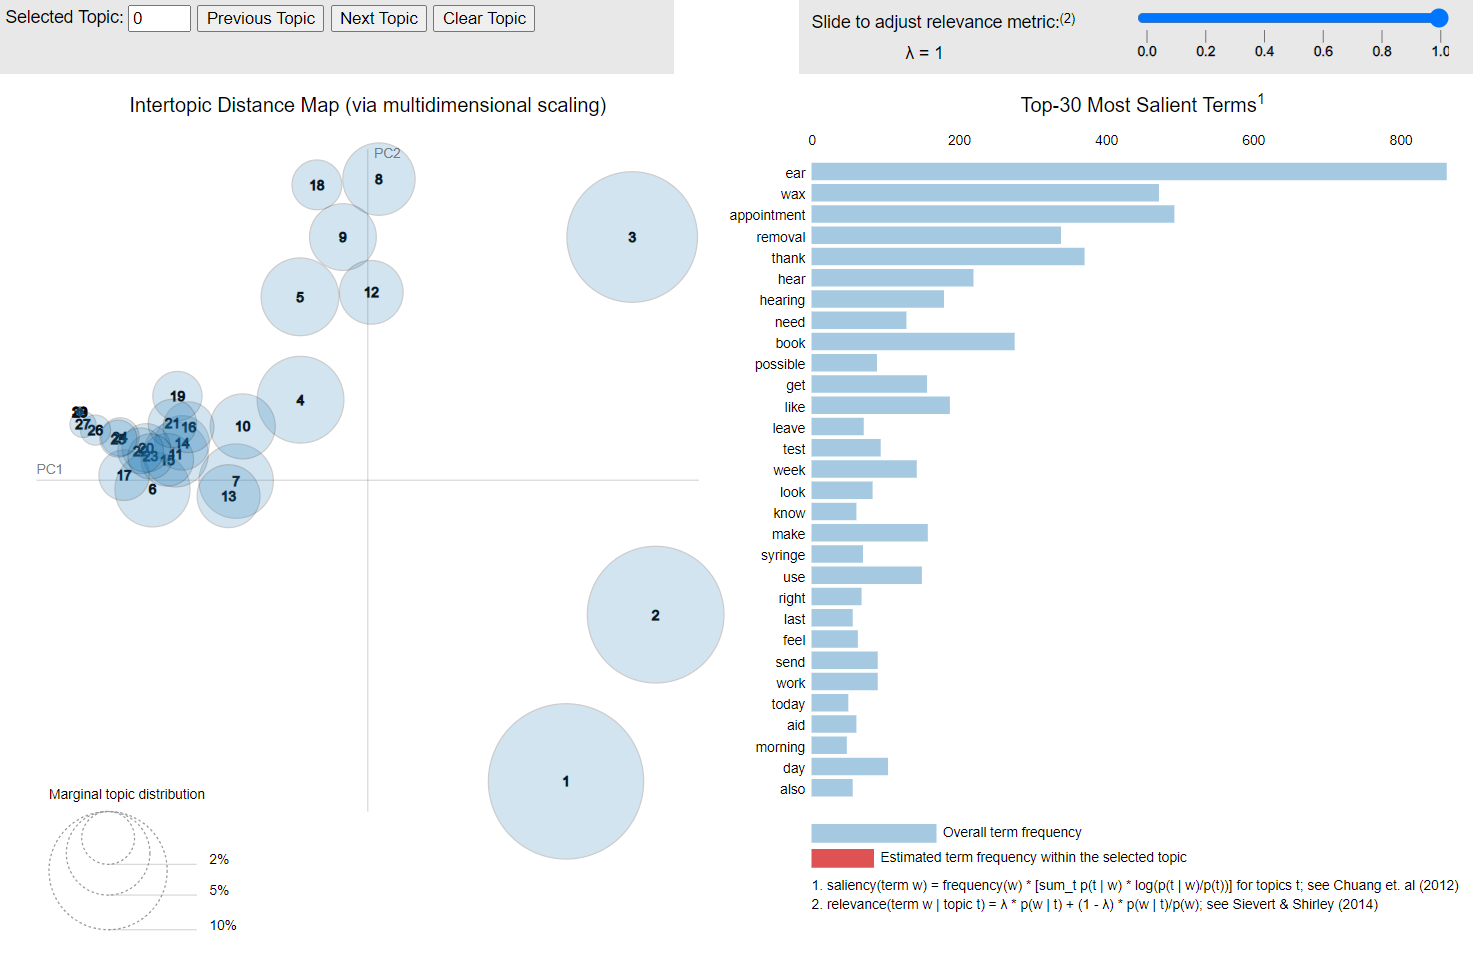 Selected Topic: 0 Previous Topic Next Topic Clear Topic
Slide to adjust relevance metric:(2)
λ = 1
0.0 0.2 0.4 0.6 0.8 1.0
Intertopic Distance Map (via multidimensional scaling)
PC2
PC1
18
8
9
3
5
12
4
19
27
26
21
16
10
14
20
23
15
11
17
6
7
13
2
1
Marginal topic distribution
2%
5%
10%
Top-30 Most Salient Terms1
0 200 400 600 800
ear
wax
appointment
removal
thank
hear
hearing
need
book
possible
get
like
leave
test
week
look
know
make
syringe
use
right
last
feel
send
work
today
aid
morning
day
also
Overall term frequency
Estimated term frequency within the selected topic
1. saliency(term w) = frequency(w) * [sum_t p(t | w) * log(p(t | w)/p(t))] for topics t; see Chuang et. al (2012)
2. relevance(term w | topic t) = λ * p(w | t) + (1 - λ) * p(w | t)/p(w); see Sievert & Shirley (2014)